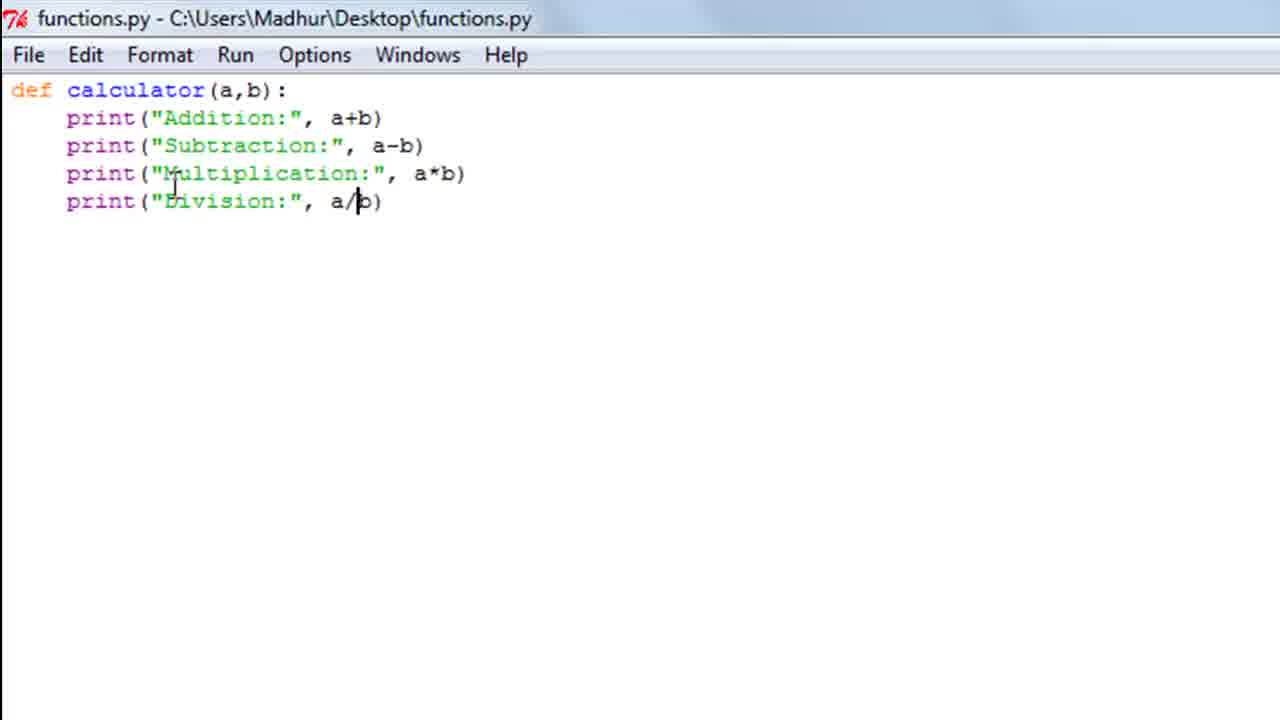 functions.py - C:\Users\Madhur\Desktop\functions.py
File Edit Format Run Options Windows Help
def calculator(a,b):
    print("Addition:", a+b)
    print("Subtraction:", a-b)
    print("Multiplication:", a*b)
    print("Division:", a/b)